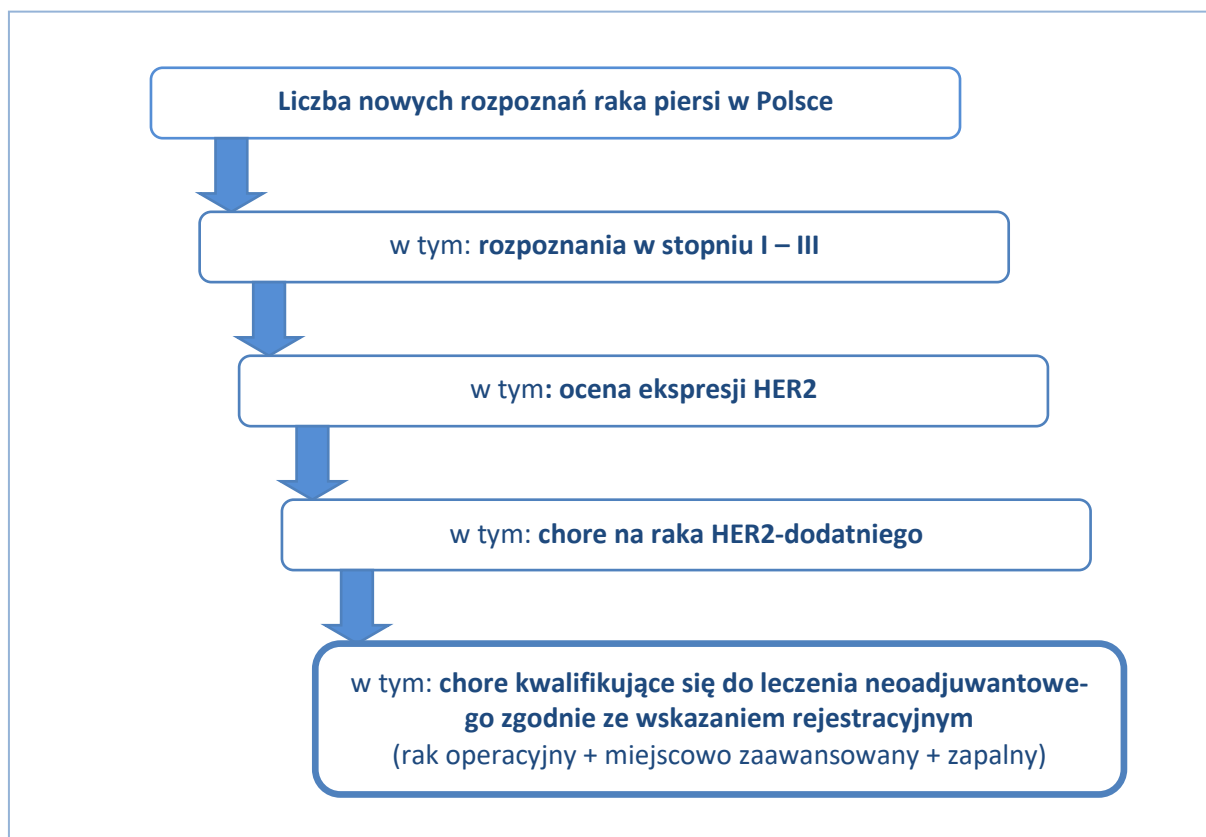 Liczba nowych rozpoznań raka piersi w Polsce
w tym: rozpoznania w stopniu I – III
w tym: ocena ekspresji HER2
w tym: chore na raka HER2-dodatniego
w tym: chore kwalifikujące się do leczenia neoadjuwantowe-
go zgodnie ze wskazaniem rejestracyjnym
(rak operacyjny + miejscowo zaawansowany + zapalny)